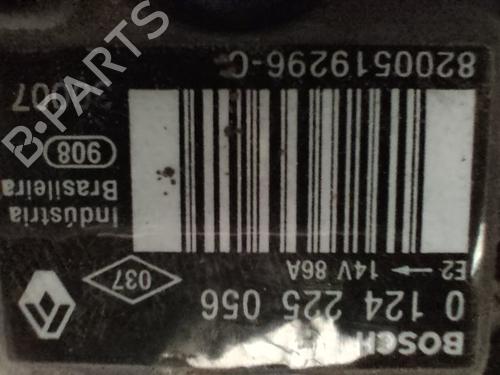 BOSCH
0 124 225 056
E2 ← 14V 86A
037
Indústria
Brasileira
908
8200519296-C
B-PARTS